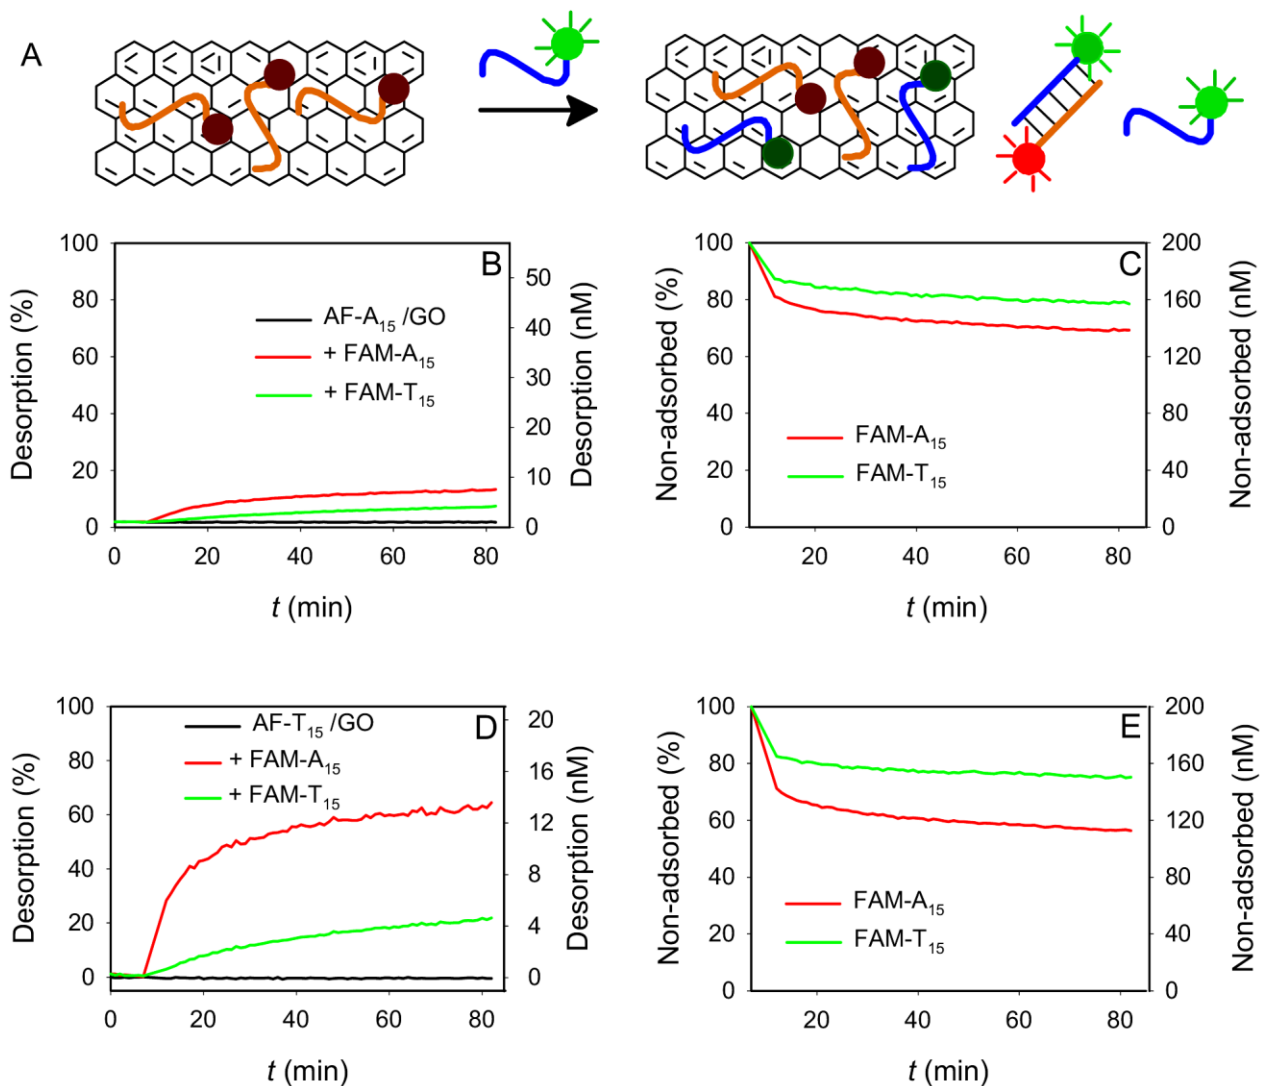 A
B
Desorption (%)
100
80
60
40
20
0
AF-A15 /GO
+ FAM-A15
+ FAM-T15
50
40
30
20
10
0
Desorption (nM)
0 20 40 60 80
t (min)
C
Non-adsorbed (%)
100
80
60
40
20
0
FAM-A15
FAM-T15
200
160
120
80
40
0
Non-adsorbed (nM)
20 40 60 80
t (min)
D
Desorption (%)
100
80
60
40
20
0
AF-T15 /GO
+ FAM-A15
+ FAM-T15
20
16
12
8
4
0
Desorption (nM)
0 20 40 60 80
t (min)
E
Non-adsorbed (%)
100
80
60
40
20
0
FAM-A15
FAM-T15
200
160
120
80
40
0
Non-adsorbed (nM)
20 40 60 80
t (min)